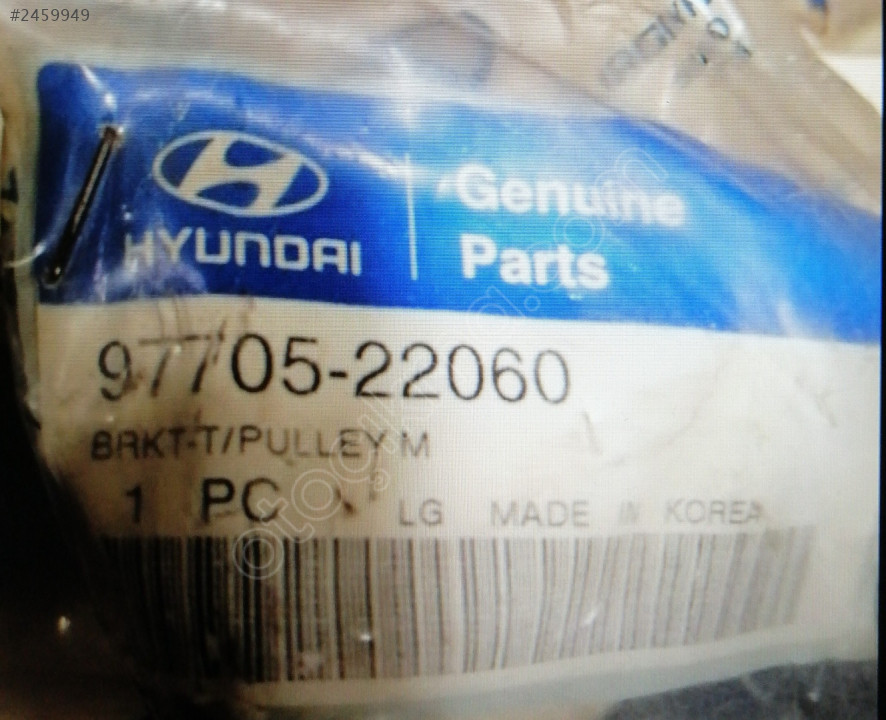 #2459949
HYUNDAI
Genuine
Parts
97705-22060
BRKT-T/PULLEY M
1 PC LG MADE IN KOREA